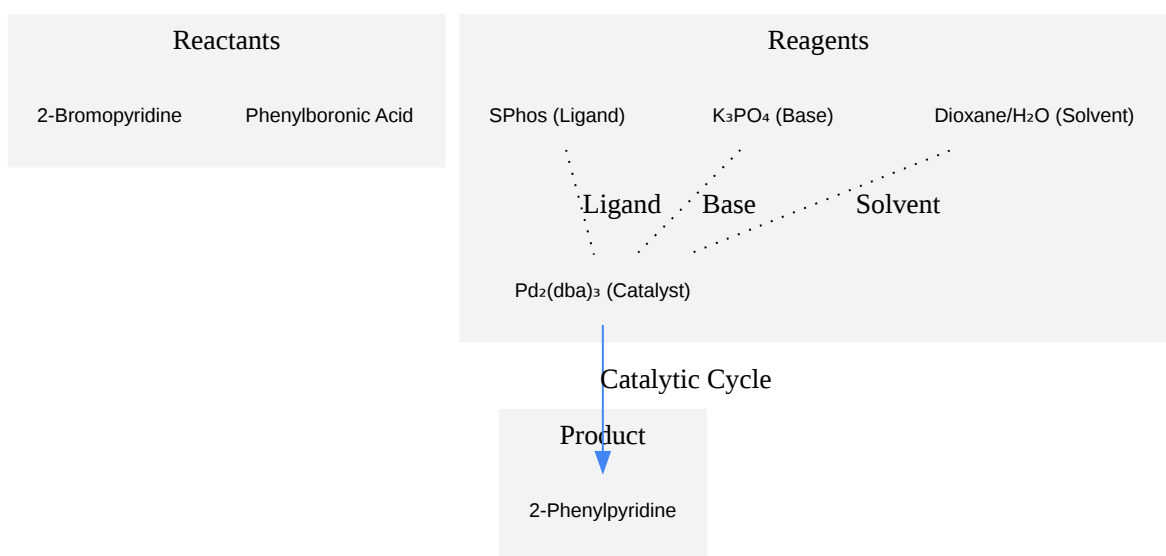 Reactants
Reagents
2-Bromopyridine
Phenylboronic Acid
SPhos (Ligand)
K₃PO₄ (Base)
Dioxane/H₂O (Solvent)
Ligand
Base
Solvent
Pd₂(dba)₃ (Catalyst)
Catalytic Cycle
Product
2-Phenylpyridine